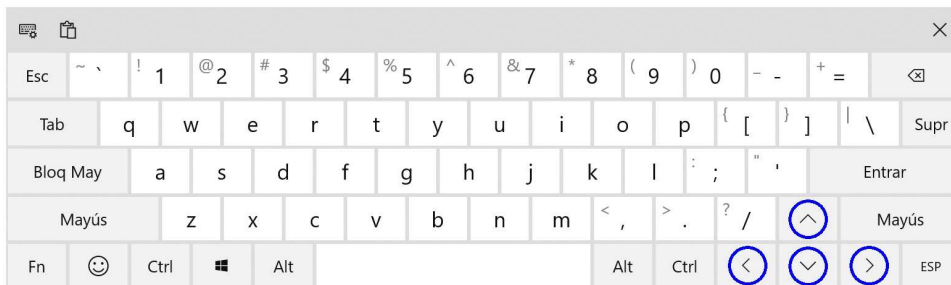 Esc ~ ` ! 1 @ 2 # 3 $ 4 % 5 ^ 6 & 7 * 8 ( 9 ) 0 _ - + =
Tab q w e r t y u i o p { [ } ] | \ Supr
Bloq May a s d f g h j k l : ; " ' Entrar
Mayús z x c v b n m < , > . ? / Mayús
Fn Ctrl Alt Alt Ctrl ESP